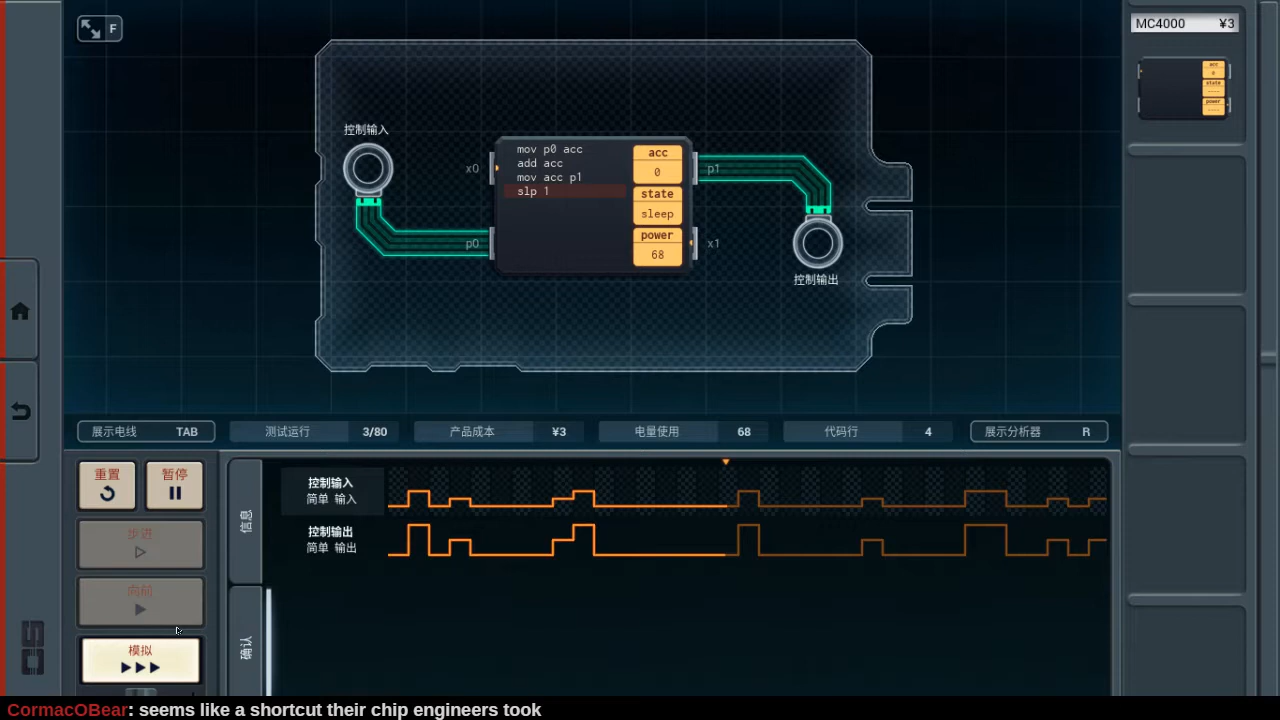 F
MC4000 ¥3
acc
0
state
power
控制输入
x0
p0
mov p0 acc
add acc
mov acc p1
slp 1
acc
0
state
sleep
power
68
p1
x1
控制输出
展示电线 TAB
测试运行 3/80
产品成本 ¥3
电量使用 68
代码行 4
展示分析器 R
重置
暂停
步进
向前
模拟
信息
确认
控制输入
简单 输入
控制输出
简单 输出
CormacOBear: seems like a shortcut their chip engineers took